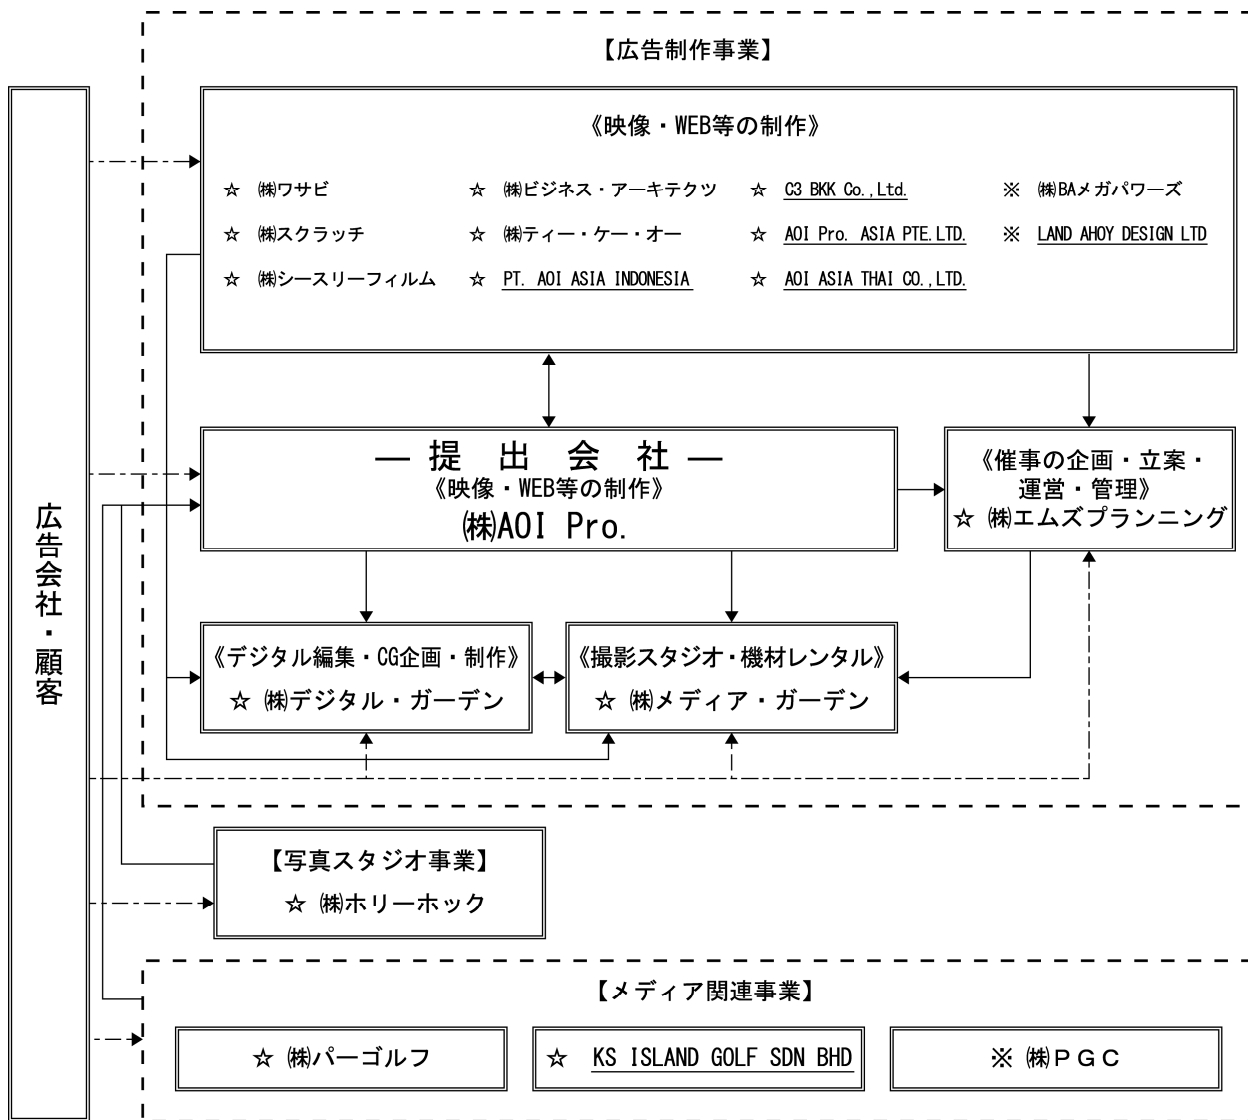 【広告制作事業】
《映像・WEB等の制作》
☆ ㈱ワサビ ☆ ㈱ビジネス・アーキテクツ ☆ C3 BKK Co.,Ltd. ※ ㈱BAメガパワーズ
☆ ㈱スクラッチ ☆ ㈱ティー・ケー・オー ☆ AOI Pro. ASIA PTE.LTD. ※ LAND AHOY DESIGN LTD
☆ ㈱シースリーフィルム ☆ PT. AOI ASIA INDONESIA ☆ AOI ASIA THAI CO.,LTD.
広告会社・顧客
― 提 出 会 社 ―
《映像・WEB等の制作》
㈱AOI Pro.
《催事の企画・立案・
運営・管理》
☆ ㈱エムズプランニング
《デジタル編集・CG企画・制作》
☆ ㈱デジタル・ガーデン
《撮影スタジオ・機材レンタル》
☆ ㈱メディア・ガーデン
【写真スタジオ事業】
☆ ㈱ホリーホック
【メディア関連事業】
☆ ㈱パーゴルフ
☆ KS ISLAND GOLF SDN BHD
※ ㈱ＰＧＣ